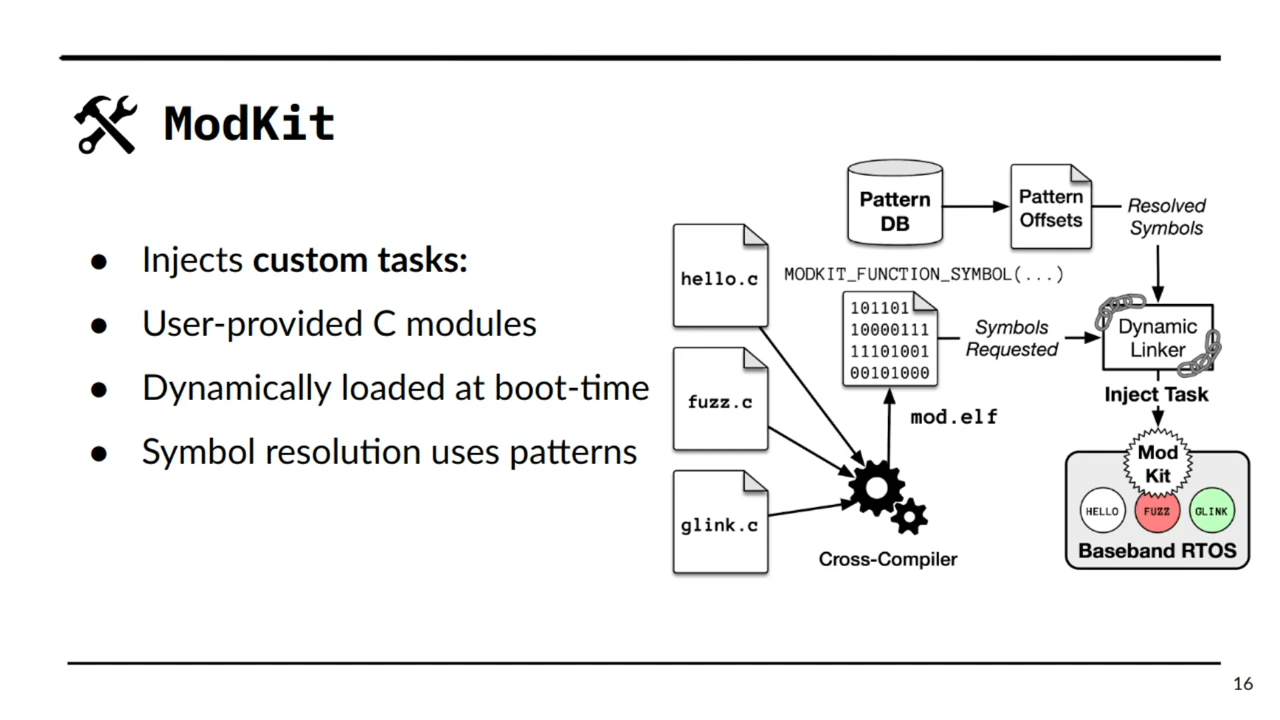 ModKit
● Injects custom tasks:
● User-provided C modules
● Dynamically loaded at boot-time
● Symbol resolution uses patterns
hello.c
fuzz.c
glink.c
Cross-Compiler
Pattern
DB
Pattern
Offsets
Resolved
Symbols
MODKIT_FUNCTION_SYMBOL(...)
101101
10000111
11101001
00101000
mod.elf
Symbols
Requested
Dynamic
Linker
Inject Task
Mod
Kit
HELLO
FUZZ
GLINK
Baseband RTOS
16